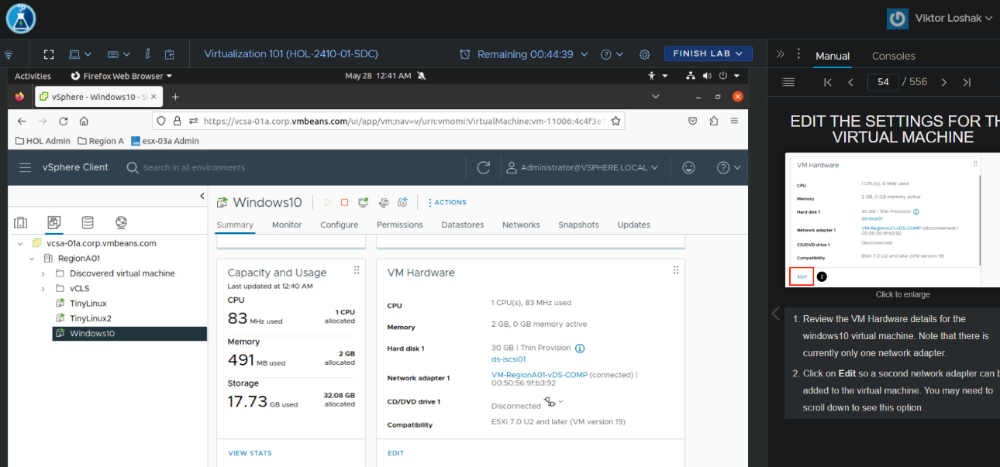 Viktor Loshak
Virtualization 101 (HOL-2410-01-SDC)
Remaining 00:44:39
FINISH LAB
Manual
Consoles
Activities
Firefox Web Browser
May 28 12:41 AM
54 / 556
vSphere - Windows10 - S
https://vcsa-01a.corp.vmbeans.com/ui/app/vm;nav=v/urn:vmomi:VirtualMachine:vm-11006:4c4f3e1
HOL Admin
Region A
esx-03a Admin
vSphere Client
Search in all environments
Administrator@VSPHERE.LOCAL
vcsa-01a.corp.vmbeans.com
RegionA01
Discovered virtual machine
vCLS
TinyLinux
TinyLinux2
Windows10
Windows10
ACTIONS
Summary
Monitor
Configure
Permissions
Datastores
Networks
Snapshots
Updates
Capacity and Usage
Last updated at 12:40 AM
CPU
83 MHz used
1 CPU
allocated
Memory
491 MB used
2 GB
allocated
Storage
17.73 GB used
32.08 GB
allocated
VIEW STATS
VM Hardware
CPU
1 CPU(s), 83 MHz used
Memory
2 GB, 0 GB memory active
Hard disk 1
30 GB | Thin Provision
ds-iscsi01
Network adapter 1
VM-RegionA01-vDS-COMP (connected) |
00:50:56:9f:b3:92
CD/DVD drive 1
Disconnected
Compatibility
ESXi 7.0 U2 and later (VM version 19)
EDIT
EDIT THE SETTINGS FOR TH
VIRTUAL MACHINE
VM Hardware
CPU
1 CPU(s), 0 MHz used
Memory
2 GB, 0 GB memory active
Hard disk 1
30 GB | Thin Provision
ds-iscsi01
Network adapter 1
VM-RegionA01-vDS-COMP (disconnected) |
00:50:56:9f:b3:92
CD/DVD drive 1
Disconnected
Compatibility
ESXi 7.0 U2 and later (VM version 19)
EDIT
2
Click to enlarge
1. Review the VM Hardware details for the
windows10 virtual machine. Note that there is
currently only one network adapter.
2. Click on Edit so a second network adapter can b
added to the virtual machine. You may need to
scroll down to see this option.